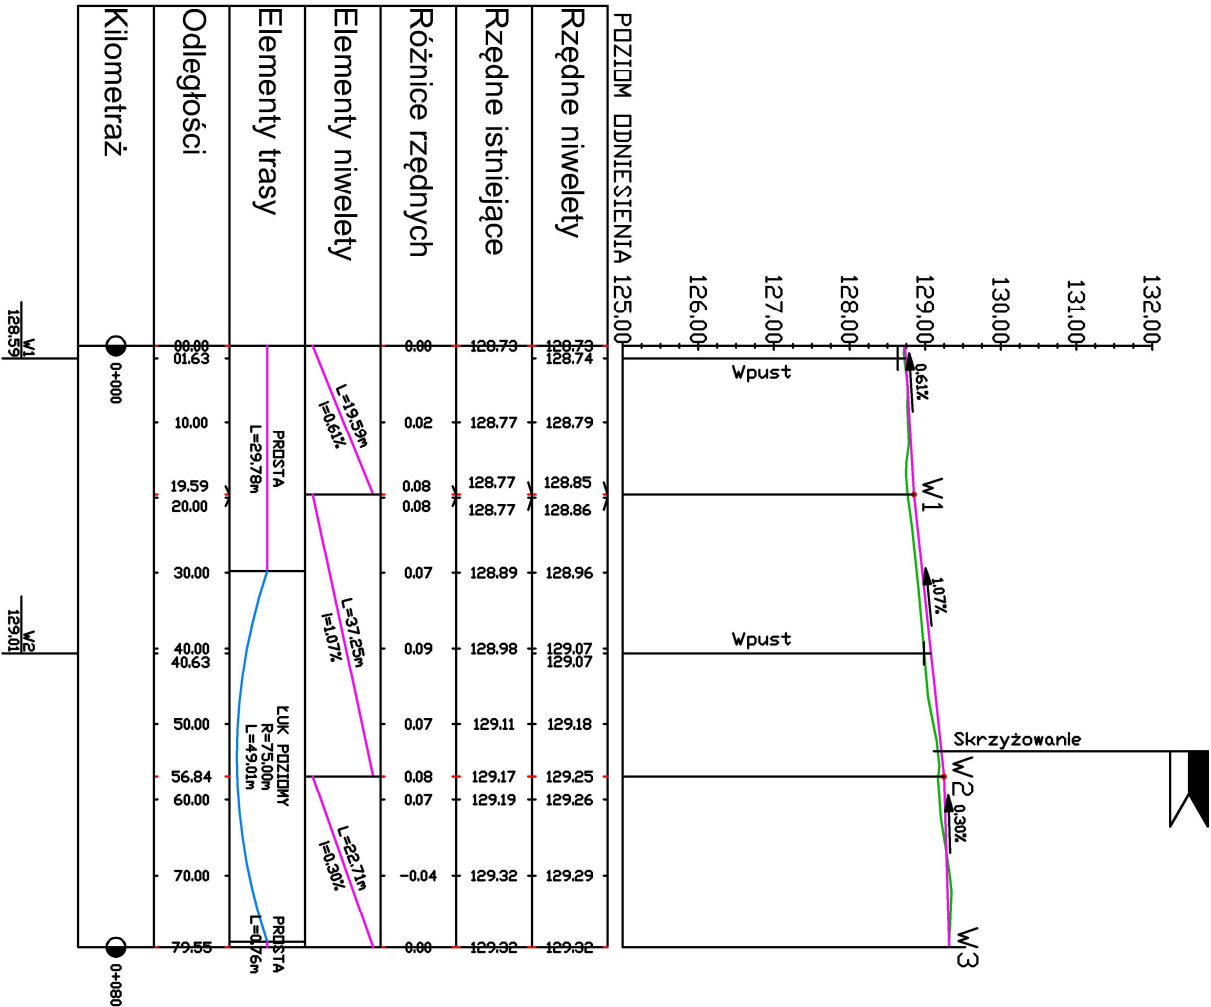 132.00
131.00
130.00
129.00
128.00
127.00
126.00
POZIOM ODNIESIENIA 125.00
0.61%
W1
1.07%
Skrzyżowanie
W2
0.30%
W3
Wpust
Wpust
Rzędne niwelety
128.73
128.74
128.79
128.85
128.86
128.96
129.07
129.07
129.18
129.25
129.26
129.29
129.32
Rzędne istniejące
128.73
128.77
128.77
128.77
128.89
128.98
129.11
129.17
129.19
129.32
129.32
Różnice rzędnych
0.00
0.02
0.08
0.08
0.07
0.09
0.07
0.08
0.07
-0.04
0.00
Elementy niwelety
L=19.59m
i=0.61%
L=37.25m
i=1.07%
L=22.71m
i=0.30%
Elementy trasy
PROSTA
L=29.78m
ŁUK POZIOMY
R=75.00m
L=49.01m
PROSTA
L=0.76m
Odległości
00.00
01.63
10.00
19.59
20.00
30.00
40.00
40.63
50.00
56.84
60.00
70.00
79.55
Kilometraż
0+000
0+080
W1
128.59
W2
129.01